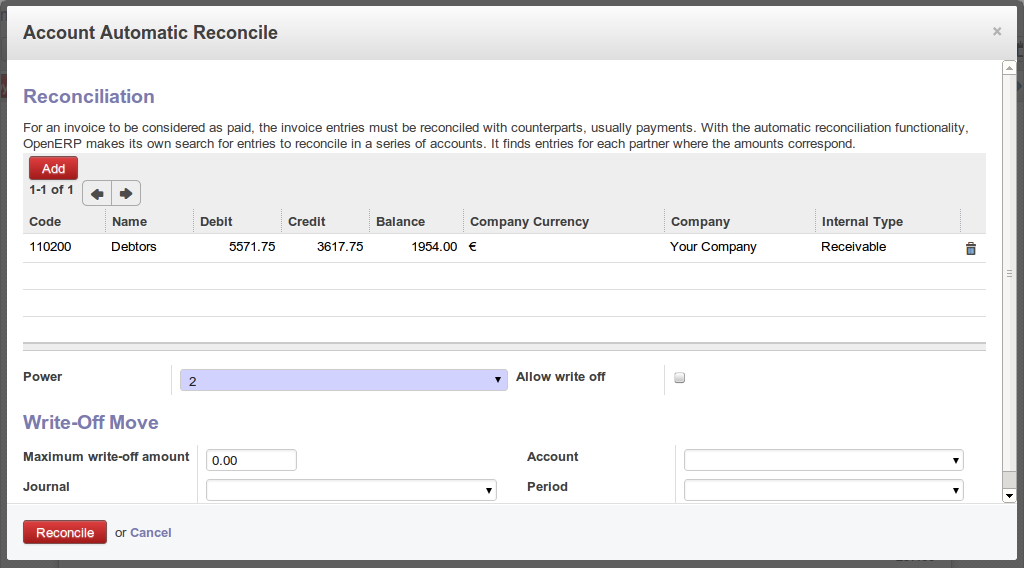 Account Automatic Reconcile ×
Reconciliation
For an invoice to be considered as paid, the invoice entries must be reconciled with counterparts, usually payments. With the automatic reconciliation functionality,
OpenERP makes its own search for entries to reconcile in a series of accounts. It finds entries for each partner where the amounts correspond.
Add
1-1 of 1
Code Name Debit Credit Balance Company Currency Company Internal Type
110200 Debtors 5571.75 3617.75 1954.00 € Your Company Receivable
Power 2 Allow write off
Write-Off Move
Maximum write-off amount 0.00 Account
Journal Period
Reconcile or Cancel